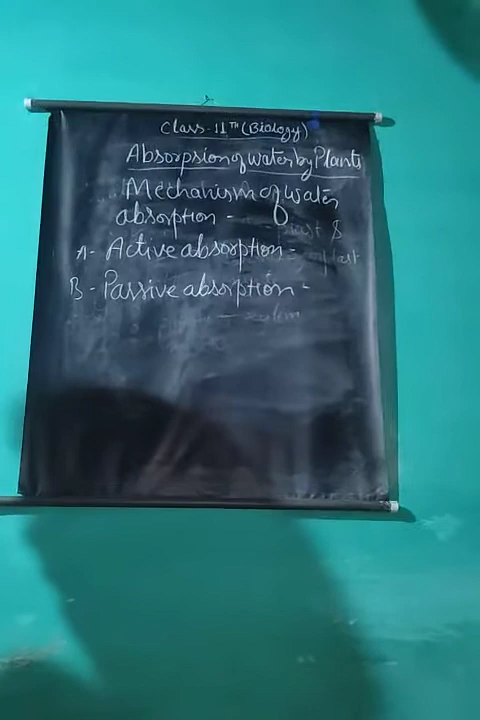 Class-11TH (Biology)
Absorpsion of water by Plants
Mechanism of water
absorption -
A- Active absorption -
B - Passive absorption -